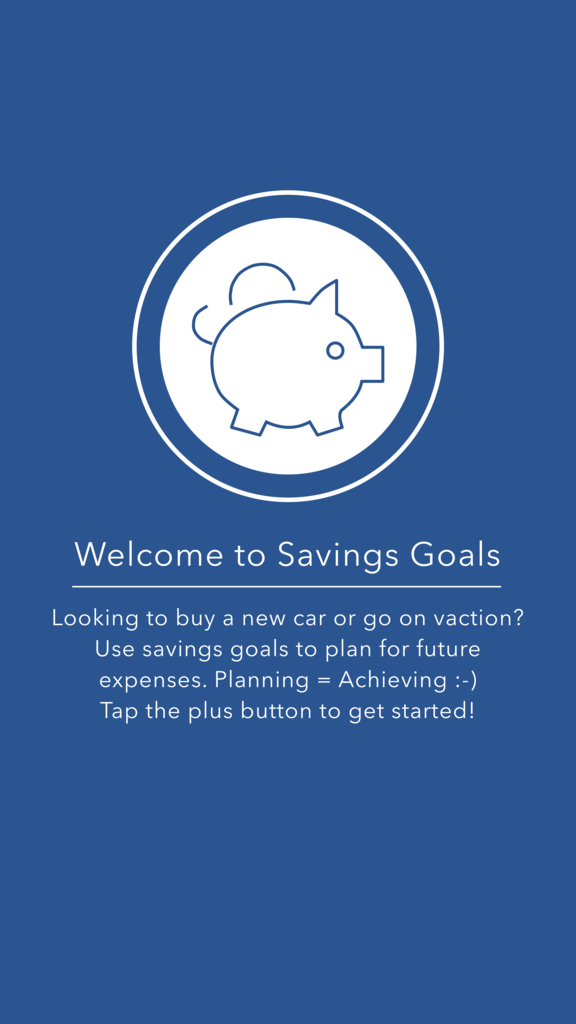 Welcome to Savings Goals
Looking to buy a new car or go on vaction?
Use savings goals to plan for future
expenses. Planning = Achieving :-)
Tap the plus button to get started!